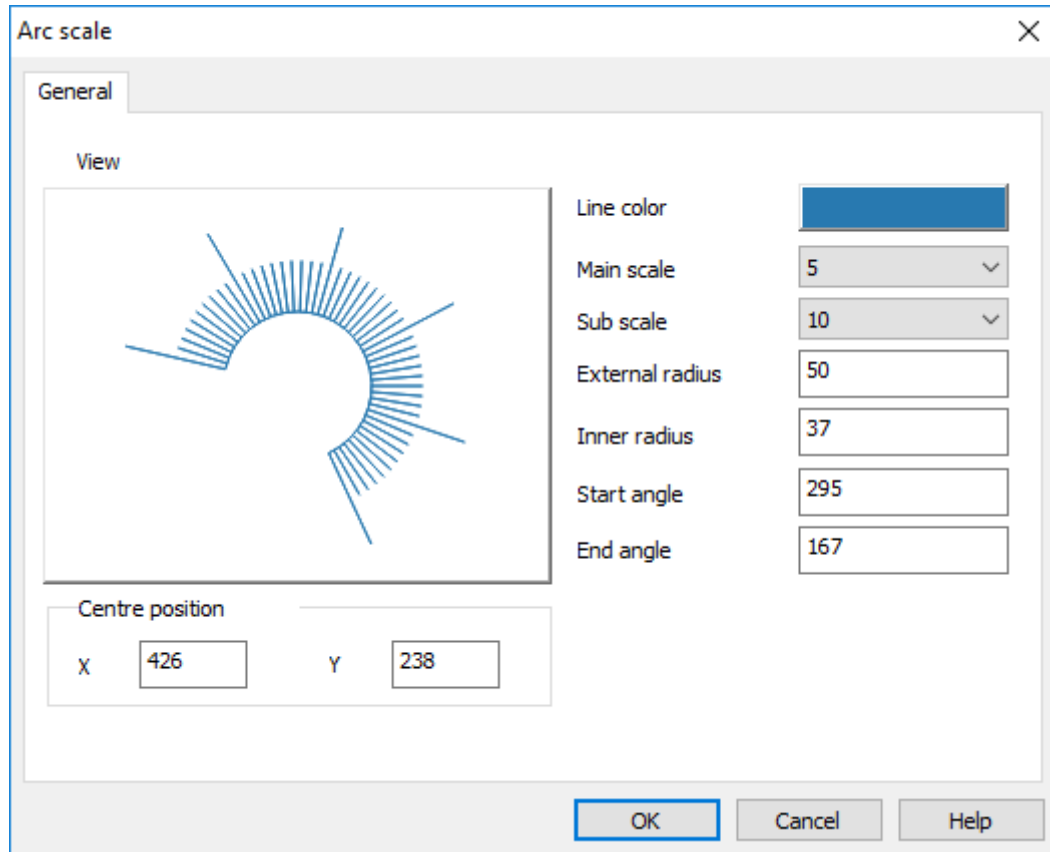 Arc scale
General
View
Line color
Main scale 5
Sub scale 10
External radius 50
Inner radius 37
Start angle 295
End angle 167
Centre position
X 426 Y 238
OK Cancel Help